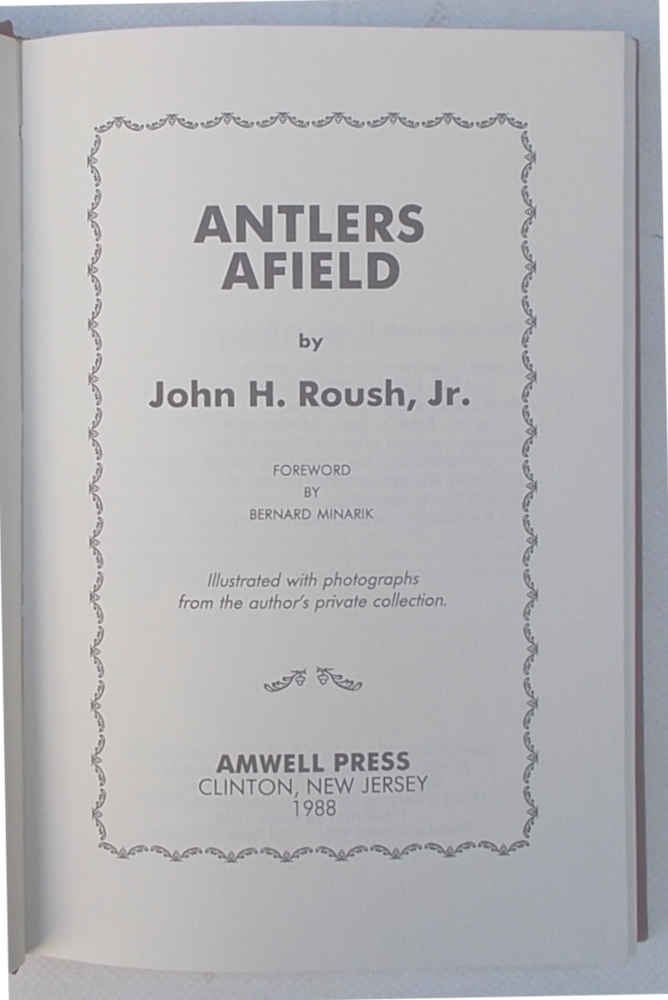 ANTLERS
AFIELD
by
John H. Roush, Jr.
FOREWORD
BY
BERNARD MINARIK
Illustrated with photographs
from the author's private collection.
AMWELL PRESS
CLINTON, NEW JERSEY
1988